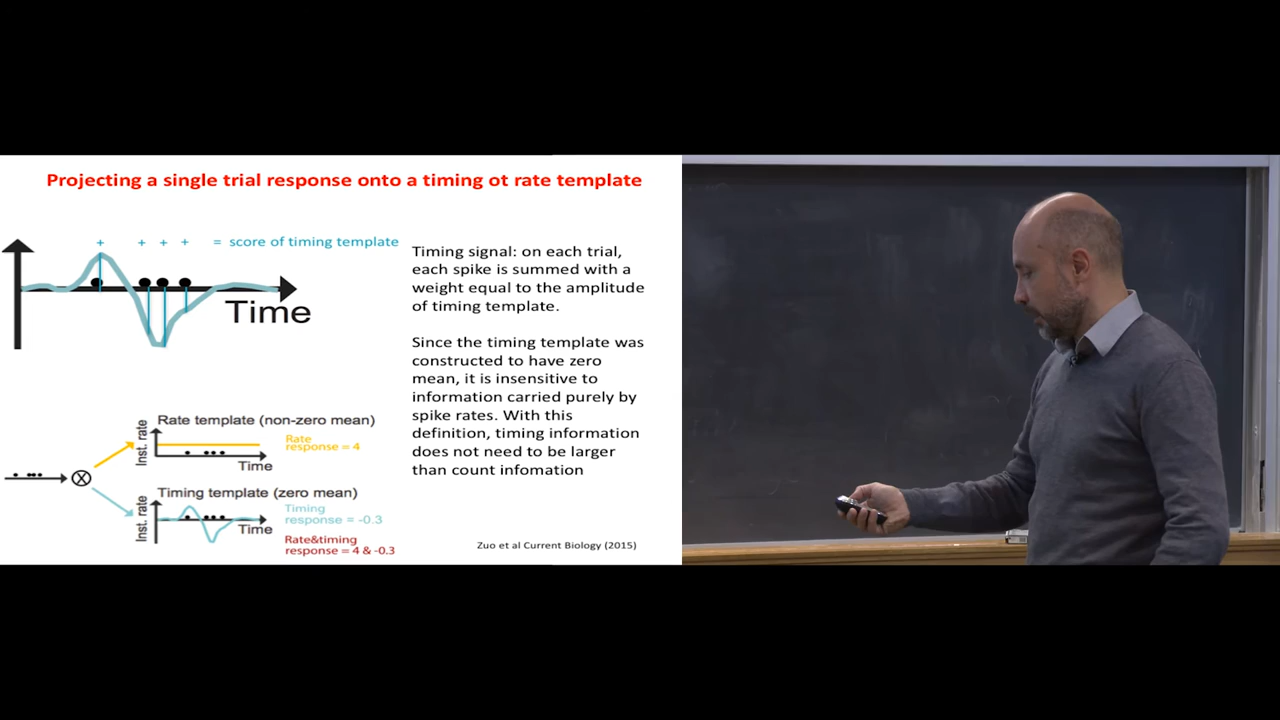 Projecting a single trial response onto a timing ot rate template
+ + + + = score of timing template
Time
Timing signal: on each trial,
each spike is summed with a
weight equal to the amplitude
of timing template.
Since the timing template was
constructed to have zero
mean, it is insensitive to
information carried purely by
spike rates. With this
definition, timing information
does not need to be larger
than count infomation
Rate template (non-zero mean)
Inst. rate
Rate
response = 4
Time
Timing template (zero mean)
Inst. rate
Timing
response = -0.3
Time
Rate&timing
response = 4 & -0.3
Zuo et al Current Biology (2015)